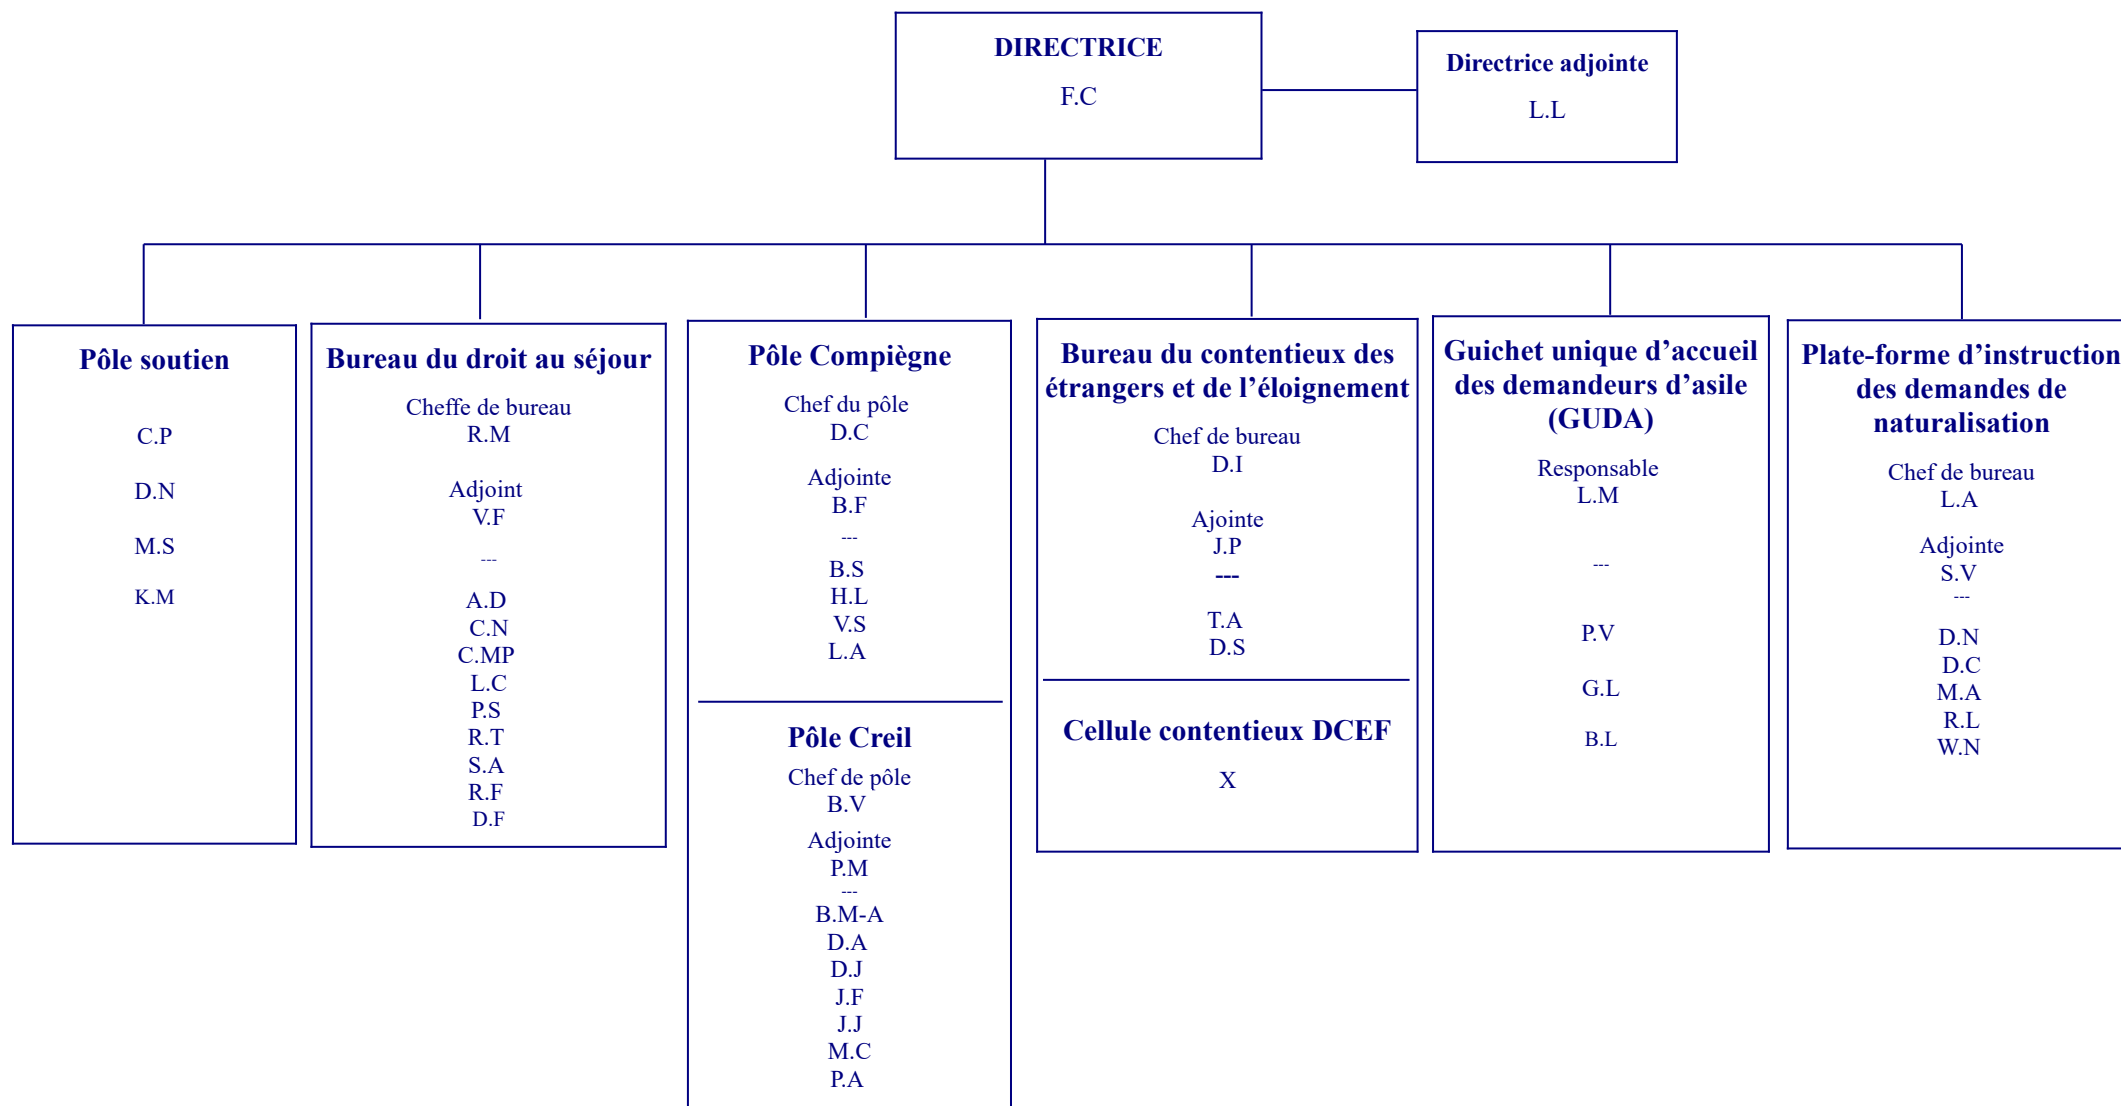 DIRECTRICE
F.C
Directrice adjointe
L.L
Pôle soutien
C.P
D.N
M.S
K.M
Bureau du droit au séjour
Cheffe de bureau
R.M
Adjoint
V.F
---
A.D
C.N
C.MP
L.C
P.S
R.T
S.A
R.F
D.F
Pôle Compiègne
Chef du pôle
D.C
Adjointe
B.F
---
B.S
H.L
V.S
L.A
Pôle Creil
Chef de pôle
B.V
Adjointe
P.M
---
B.M-A
D.A
D.J
J.F
J.J
M.C
P.A
Bureau du contentieux des
étrangers et de l’éloignement
Chef de bureau
D.I
Ajointe
J.P
---
T.A
D.S
Cellule contentieux DCEF
X
Guichet unique d’accueil
des demandeurs d’asile
(GUDA)
Responsable
L.M
---
P.V
G.L
B.L
Plate-forme d’instruction
des demandes de
naturalisation
Chef de bureau
L.A
Adjointe
S.V
---
D.N
D.C
M.A
R.L
W.N